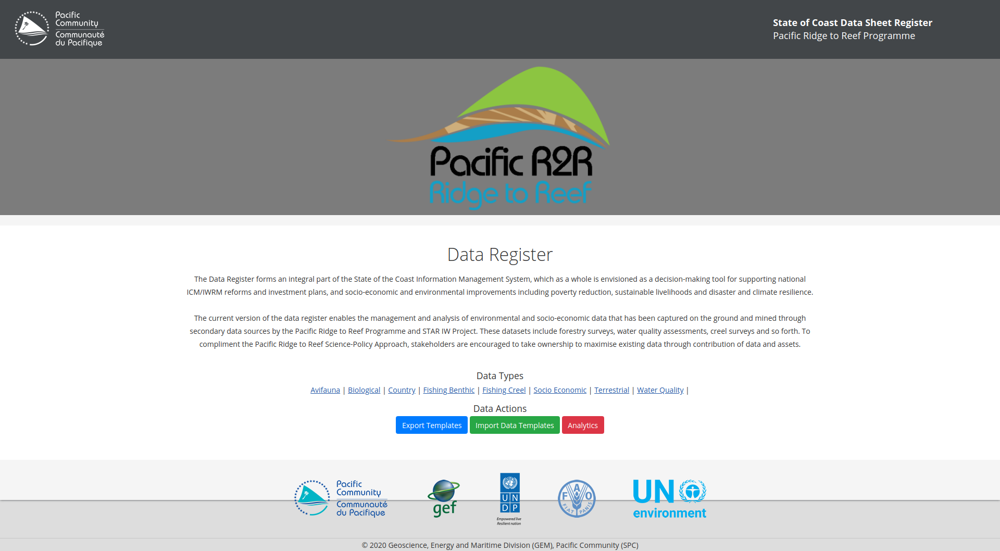 Pacific
Community
Communauté
du Pacifique
State of Coast Data Sheet Register
Pacific Ridge to Reef Programme
Pacific R2R
Ridge to Reef
Data Register
The Data Register forms an integral part of the State of the Coast Information Management System, which as a whole is envisioned as a decision-making tool for supporting national
ICM/IWRM reforms and investment plans, and socio-economic and environmental improvements including poverty reduction, sustainable livelihoods and disaster and climate resilience.
The current version of the data register enables the management and analysis of environmental and socio-economic data that has been captured on the ground and mined through
secondary data sources by the Pacific Ridge to Reef Programme and STAR IW Project. These datasets include forestry surveys, water quality assessments, creel surveys and so forth. To
compliment the Pacific Ridge to Reef Science-Policy Approach, stakeholders are encouraged to take ownership to maximise existing data through contribution of data and assets.
Data Types
Avifauna | Biological | Country | Fishing Benthic | Fishing Creel | Socio Economic | Terrestrial | Water Quality |
Data Actions
Export Templates Import Data Templates Analytics
Pacific
Community
Communauté
du Pacifique
gef
UN
DP
Empowered live
Resilient nation
FAO
FIAT PANIS
UN
environment
© 2020 Geoscience, Energy and Maritime Division (GEM), Pacific Community (SPC)